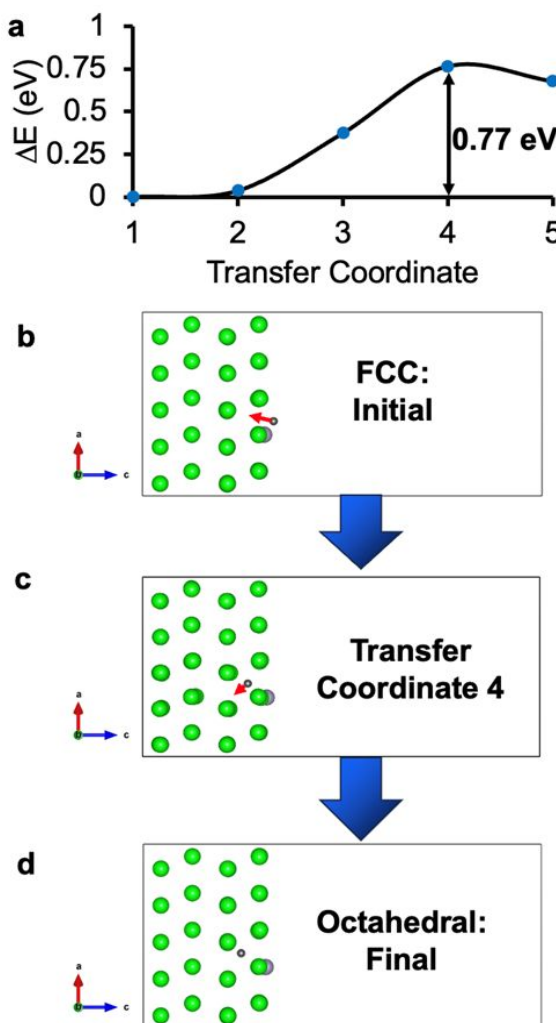 a
1
0.75
0.5
0.25
0
ΔE (eV)
0.77 eV
1 2 3 4 5
Transfer Coordinate
b
FCC:
Initial
a
c
c
Transfer
Coordinate 4
a
c
d
Octahedral:
Final
a
c